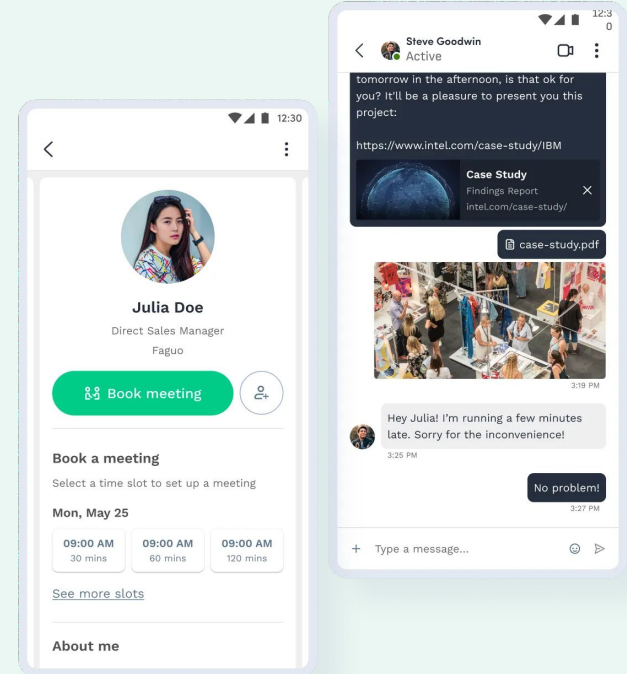 12:30
Julia Doe
Direct Sales Manager
Faguo
Book meeting
Book a meeting
Select a time slot to set up a meeting
Mon, May 25
09:00 AM
30 mins
09:00 AM
60 mins
09:00 AM
120 mins
See more slots
About me
12:3
0
Steve Goodwin
Active
tomorrow in the afternoon, is that ok for
you? It'll be a pleasure to present you this
project:
https://www.intel.com/case-study/IBM
Case Study
Findings Report
intel.com/case-study/
case-study.pdf
3:19 PM
Hey Julia! I’m running a few minutes
late. Sorry for the inconvenience!
3:25 PM
No problem!
3:27 PM
Type a message...